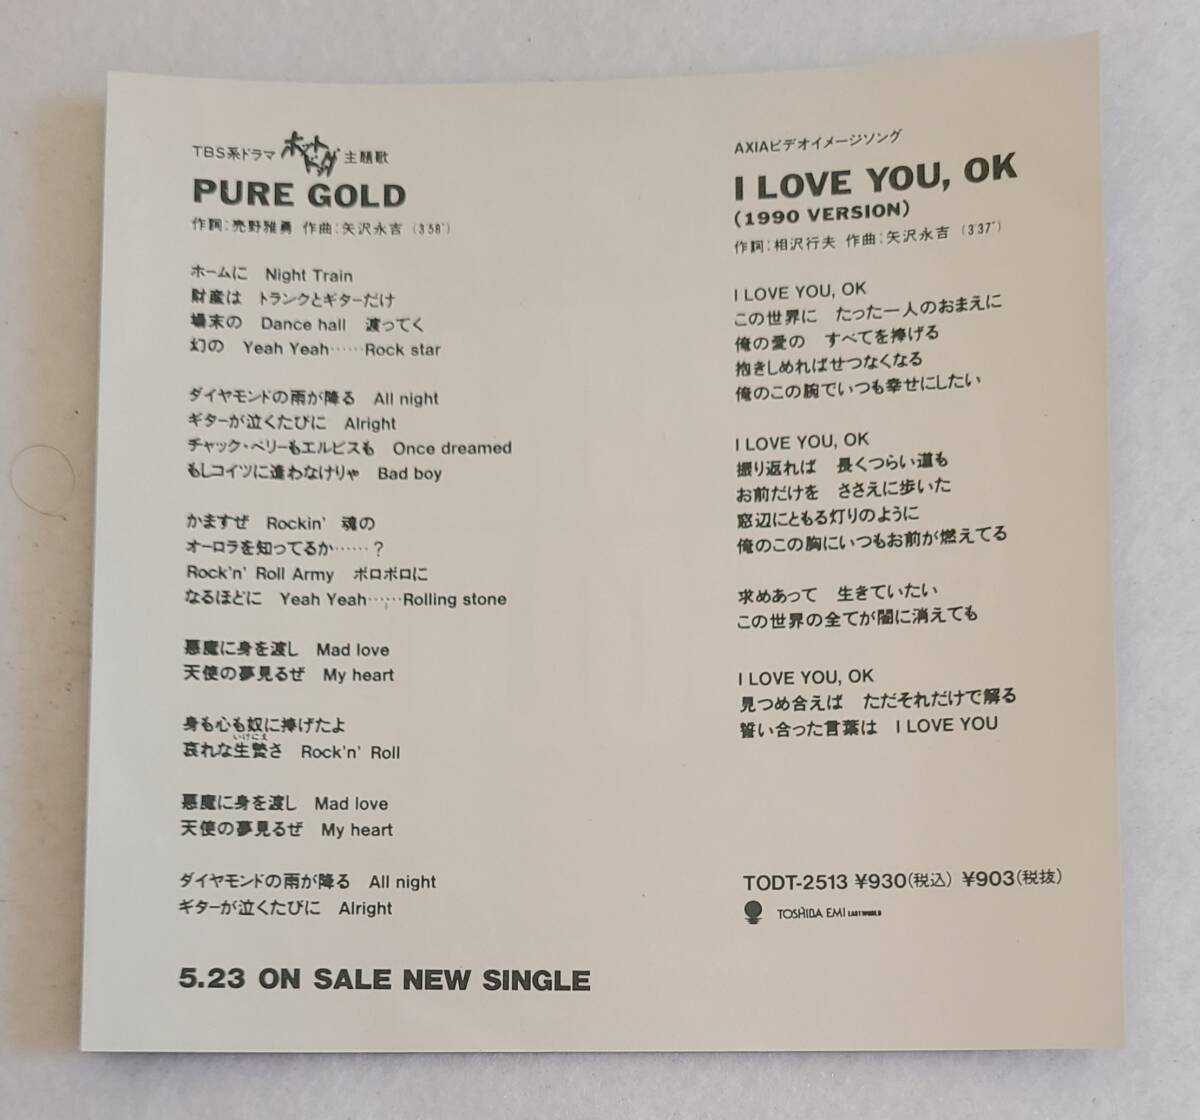 TBS系ドラマ ホットドッグ 主題歌
PURE GOLD
作詞:売野雅勇 作曲:矢沢永吉 (3'58")
ホームに Night Train
財産は トランクとギターだけ
場末の Dance hall 渡ってく
幻の Yeah Yeah……Rock star
ダイヤモンドの雨が降る All night
ギターが泣くたびに Alright
チャック・ベリーもエルビスも Once dreamed
もしコイツに逢わなけりゃ Bad boy
かますぜ Rockin' 魂の
オーロラを知ってるか……?
Rock'n' Roll Army ボロボロに
なるほどに Yeah Yeah……Rolling stone
悪魔に身を渡し Mad love
天使の夢見るぜ My heart
身も心も奴に捧げたよ
哀れな生贄さ Rock'n' Roll
いけにえ
悪魔に身を渡し Mad love
天使の夢見るぜ My heart
ダイヤモンドの雨が降る All night
ギターが泣くたびに Alright
5.23 ON SALE NEW SINGLE
AXIAビデオイメージソング
I LOVE YOU, OK
(1990 VERSION)
作詞:相沢行夫 作曲:矢沢永吉 (3'37")
I LOVE YOU, OK
この世界に たった一人のおまえに
俺の愛の すべてを捧げる
抱きしめればせつなくなる
俺のこの腕でいつも幸せにしたい
I LOVE YOU, OK
振り返れば 長くつらい道も
お前だけを ささえに歩いた
窓辺にともる灯りのように
俺のこの胸にいつもお前が燃えてる
求めあって 生きていたい
この世界の全てが闇に消えても
I LOVE YOU, OK
見つめ合えば ただそれだけで解る
誓い合った言葉は I LOVE YOU
TODT-2513 ¥930(税込) ¥903(税抜)
TOSHIBA EMI EASTWORLD